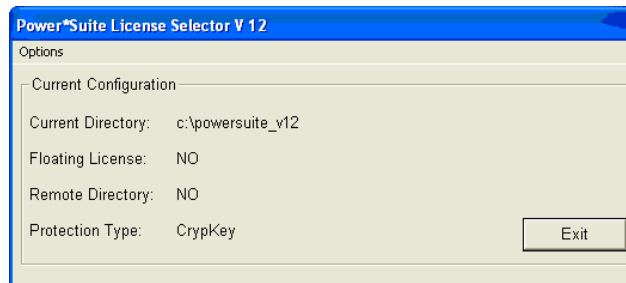 Power*Suite License Selector V 12
Options
Current Configuration
Current Directory: c:\powersuite_v12
Floating License: NO
Remote Directory: NO
Protection Type: CrypKey
Exit